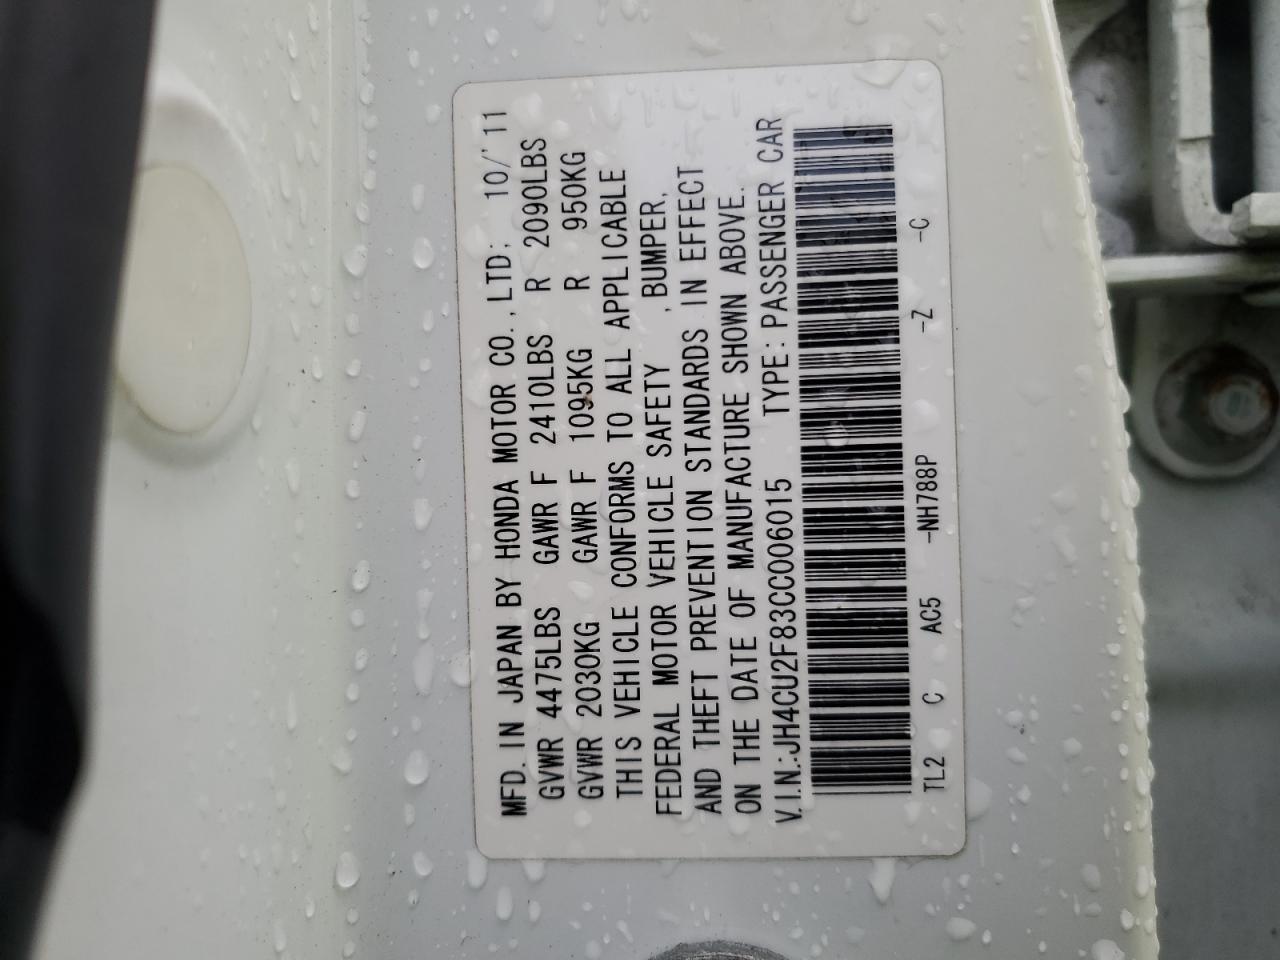 MFD. IN JAPAN BY HONDA MOTOR CO., LTD; 10/'11
GVWR 4475LBS GAWR F 2410LBS R 2090LBS
GVWR 2030KG GAWR F 1095KG R 950KG
THIS VEHICLE CONFORMS TO ALL APPLICABLE
FEDERAL MOTOR VEHICLE SAFETY , BUMPER,
AND THEFT PREVENTION STANDARDS IN EFFECT
ON THE DATE OF MANUFACTURE SHOWN ABOVE.
V.I.N.:JH4CU2F83CC006015 TYPE:PASSENGER CAR
TL2 C AC5 -NH788P -Z -C